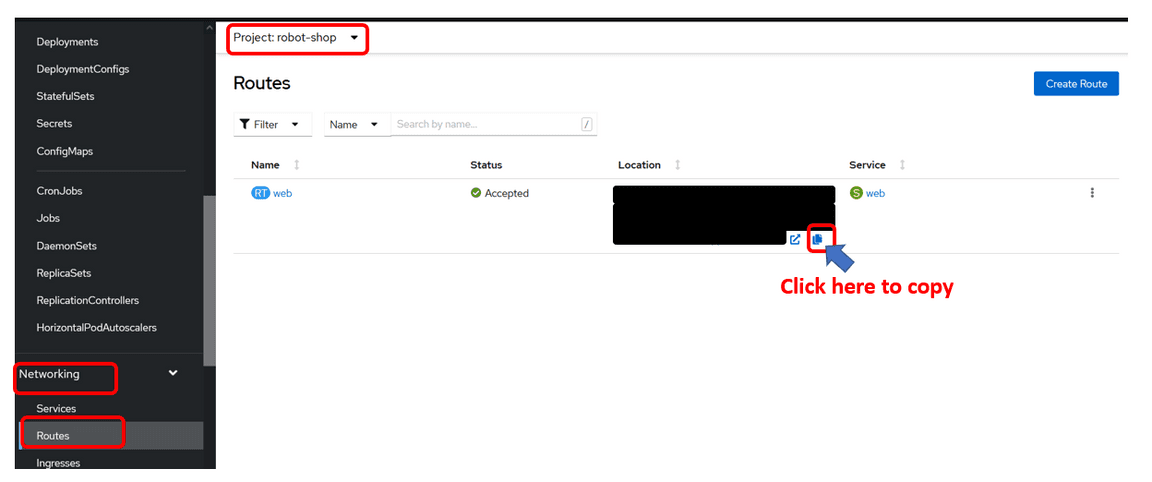 Deployments
DeploymentConfigs
StatefulSets
Secrets
ConfigMaps
CronJobs
Jobs
DaemonSets
ReplicaSets
ReplicationControllers
HorizontalPodAutoscalers
Networking
Services
Routes
Ingresses
Project: robot-shop
Routes
Create Route
Filter Name Search by name... /
Name Status Location Service
RT web Accepted S web
Click here to copy